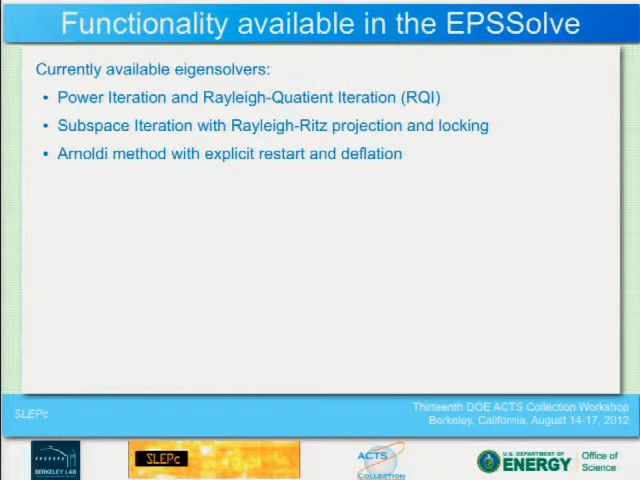 Functionality available in the EPSSolve
Currently available eigensolvers:
• Power Iteration and Rayleigh-Quatient Iteration (RQI)
• Subspace Iteration with Rayleigh-Ritz projection and locking
• Arnoldi method with explicit restart and deflation
SLEPc
Thirteenth DOE ACTS Collection Workshop
Berkeley, California, August 14-17, 2012
BERKELEY LAB
SLEPc
ACTS
COLLECTION
U.S. DEPARTMENT OF
ENERGY
Office of
Science